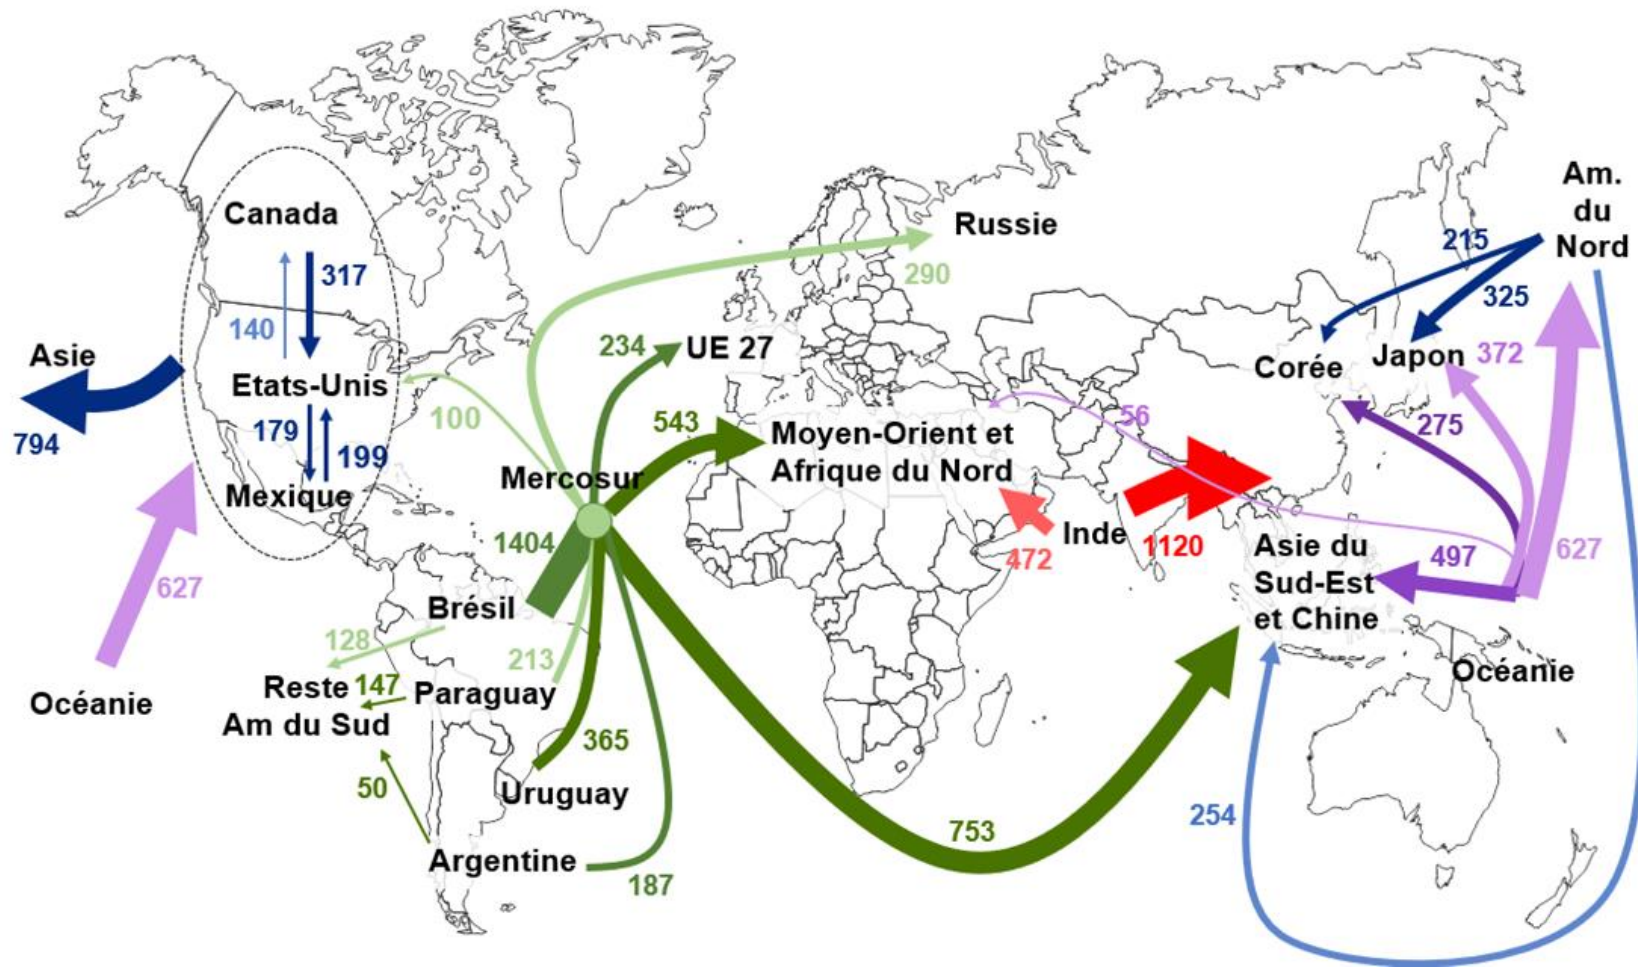 Am.
du
Nord
Canada
Russie
215
317
290
325
140
Asie
234
UE 27
Corée
Japon
372
Etats-Unis
100
543
56
275
794
179
199
Moyen-Orient et
Afrique du Nord
Mexique
Mercosur
1404
Inde
472
1120
Asie du
Sud-Est
et Chine
497
627
627
Brésil
128
213
Océanie
Océanie
Reste
Am du Sud
147
Paraguay
365
50
Uruguay
254
753
Argentine
187